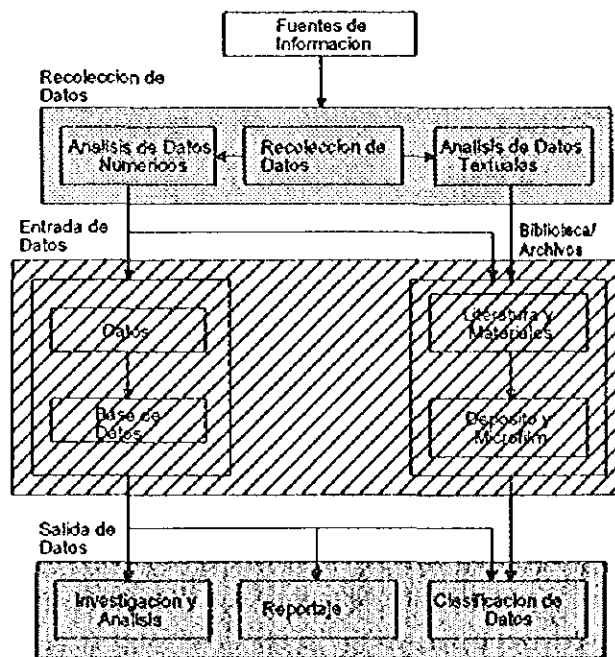 Fuentes de
Informacion
Recoleccion de
Datos
Analisis de Datos
Numericos
Recoleccion de
Datos
Analisis de Datos
Textuales
Entrada de
Datos
Biblioteca/
Archivos
Datos
Literatura y
Materiales
Base de
Datos
Deposito y
Microfilm
Salida de
Datos
Investigacion y
Analisis
Reportaje
Clasificacion de
Datos